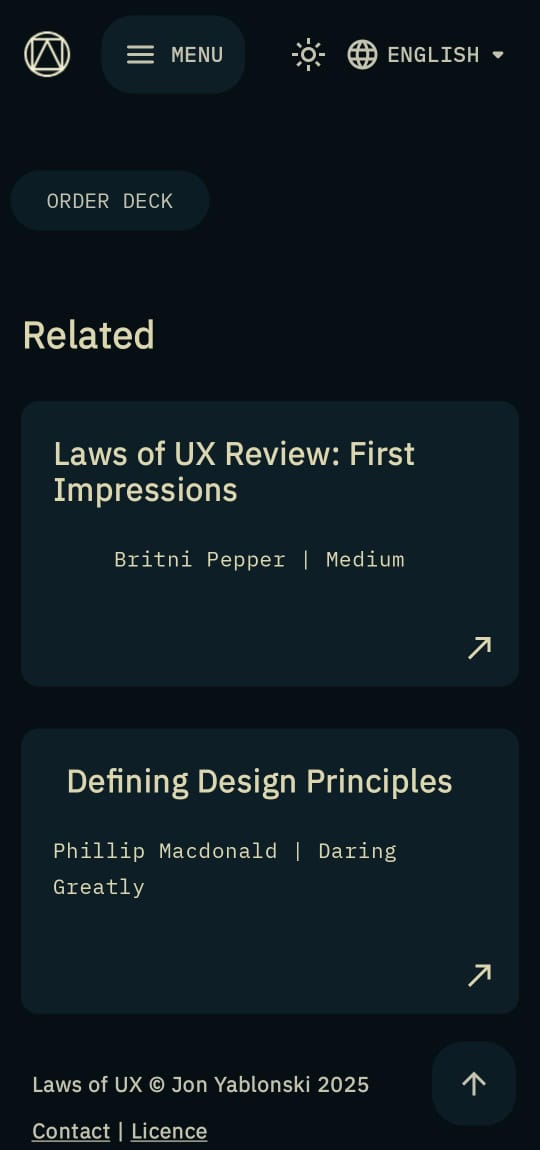 MENU
ENGLISH
ORDER DECK
Related
Laws of UX Review: First
Impressions
Britni Pepper | Medium
Defining Design Principles
Phillip Macdonald | Daring
Greatly
Laws of UX © Jon Yablonski 2025
Contact | Licence